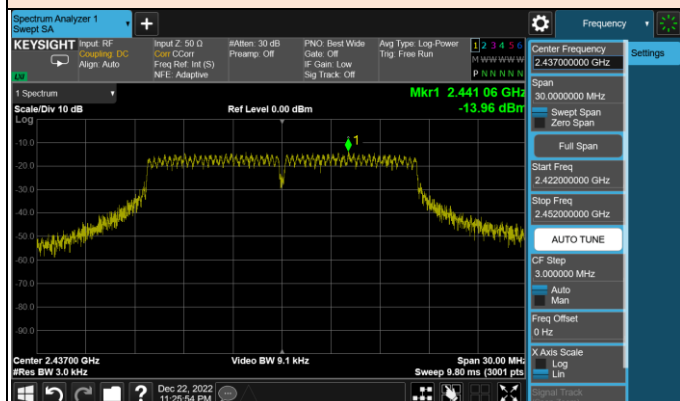 Spectrum Analyzer 1
Swept SA
+
Frequency
KEYSIGHT
Input: RF
Coupling: DC
Align: Auto
Input Z: 50 Ω
Corr CCorr
Freq Ref: Int (S)
NFE: Adaptive
#Atten: 30 dB
Preamp: Off
PNO: Best Wide
Gate: Off
IF Gain: Low
Sig Track: Off
Avg Type: Log-Power
Trig: Free Run
1 2 3 4 5 6
M W W W W W
P N N N N N
LXI
1 Spectrum
Scale/Div 10 dB
Log
Ref Level 0.00 dBm
Mkr1 2.441 06 GHz
-13.96 dBm
1
-10.0
-20.0
-30.0
-40.0
-50.0
-60.0
-70.0
-80.0
-90.0
Center 2.43700 GHz
#Res BW 3.0 kHz
Video BW 9.1 kHz
Span 30.00 MHz
Sweep 9.80 ms (3001 pts
?
Dec 22, 2022
11:25:54 PM
Center Frequency
2.437000000 GHz
Settings
Span
30.0000000 MHz
Swept Span
Zero Span
Full Span
Start Freq
2.422000000 GHz
Stop Freq
2.452000000 GHz
AUTO TUNE
CF Step
3.000000 MHz
Auto
Man
Freq Offset
0 Hz
X Axis Scale
Log
Lin
Signal Track